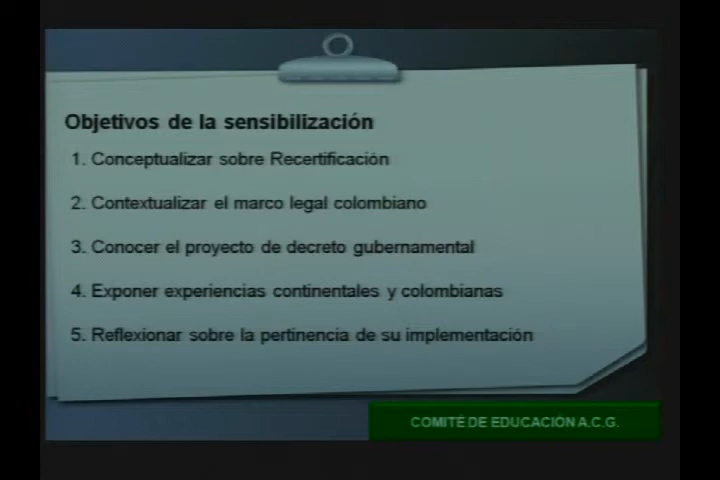 Objetivos de la sensibilización
1. Conceptualizar sobre Recertificación
2. Contextualizar el marco legal colombiano
3. Conocer el proyecto de decreto gubernamental
4. Exponer experiencias continentales y colombianas
5. Reflexionar sobre la pertinencia de su implementación
COMITÉ DE EDUCACIÓN A.C.G.